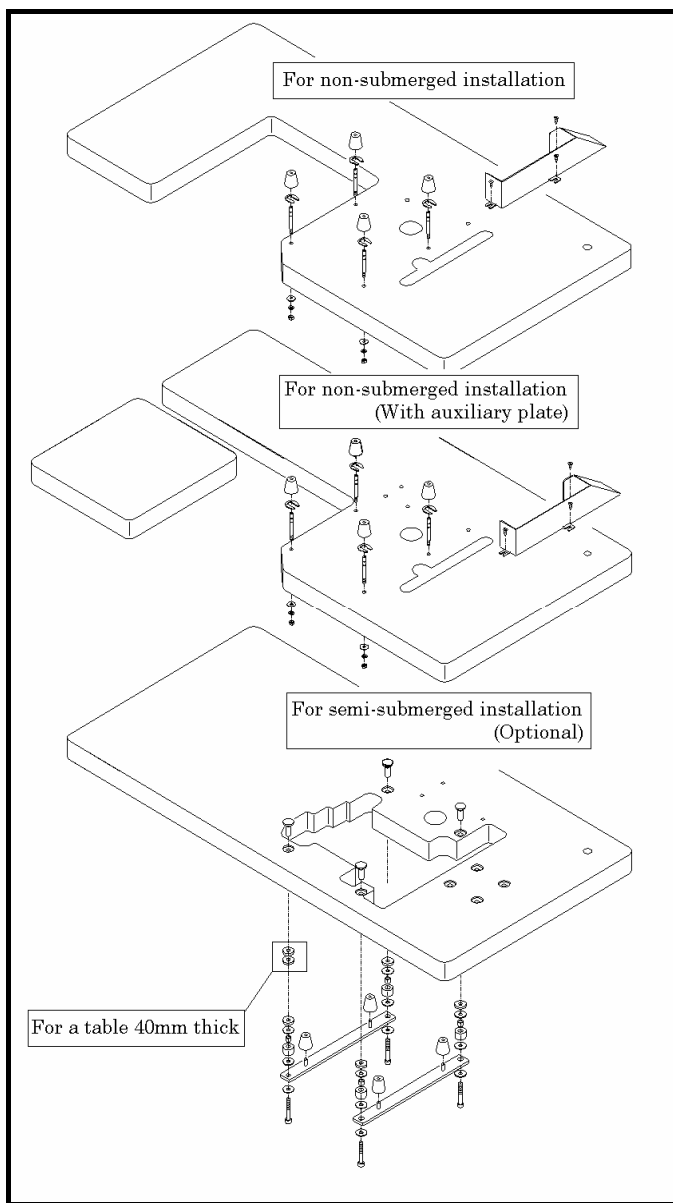 For non-submerged installation
For non-submerged installation
(With auxiliary plate)
For semi-submerged installation
(Optional)
For a table 40mm thick